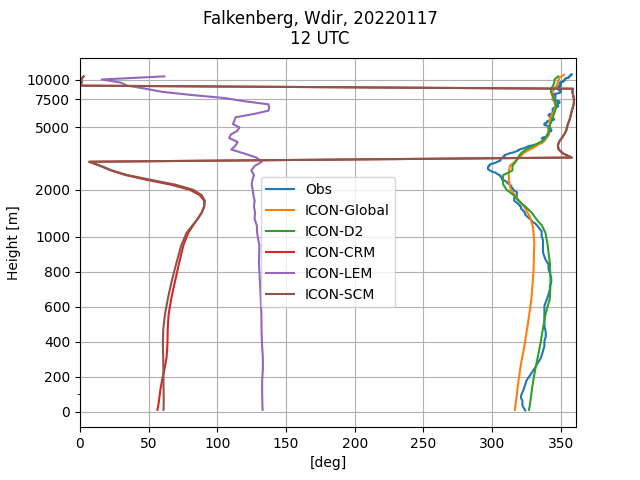 Falkenberg, Wdir, 20220117
12 UTC
Height [m]
10000
7500
5000
2000
1000
800
600
400
200
0
Obs
ICON-Global
ICON-D2
ICON-CRM
ICON-LEM
ICON-SCM
0 50 100 150 200 250 300 350
[deg]